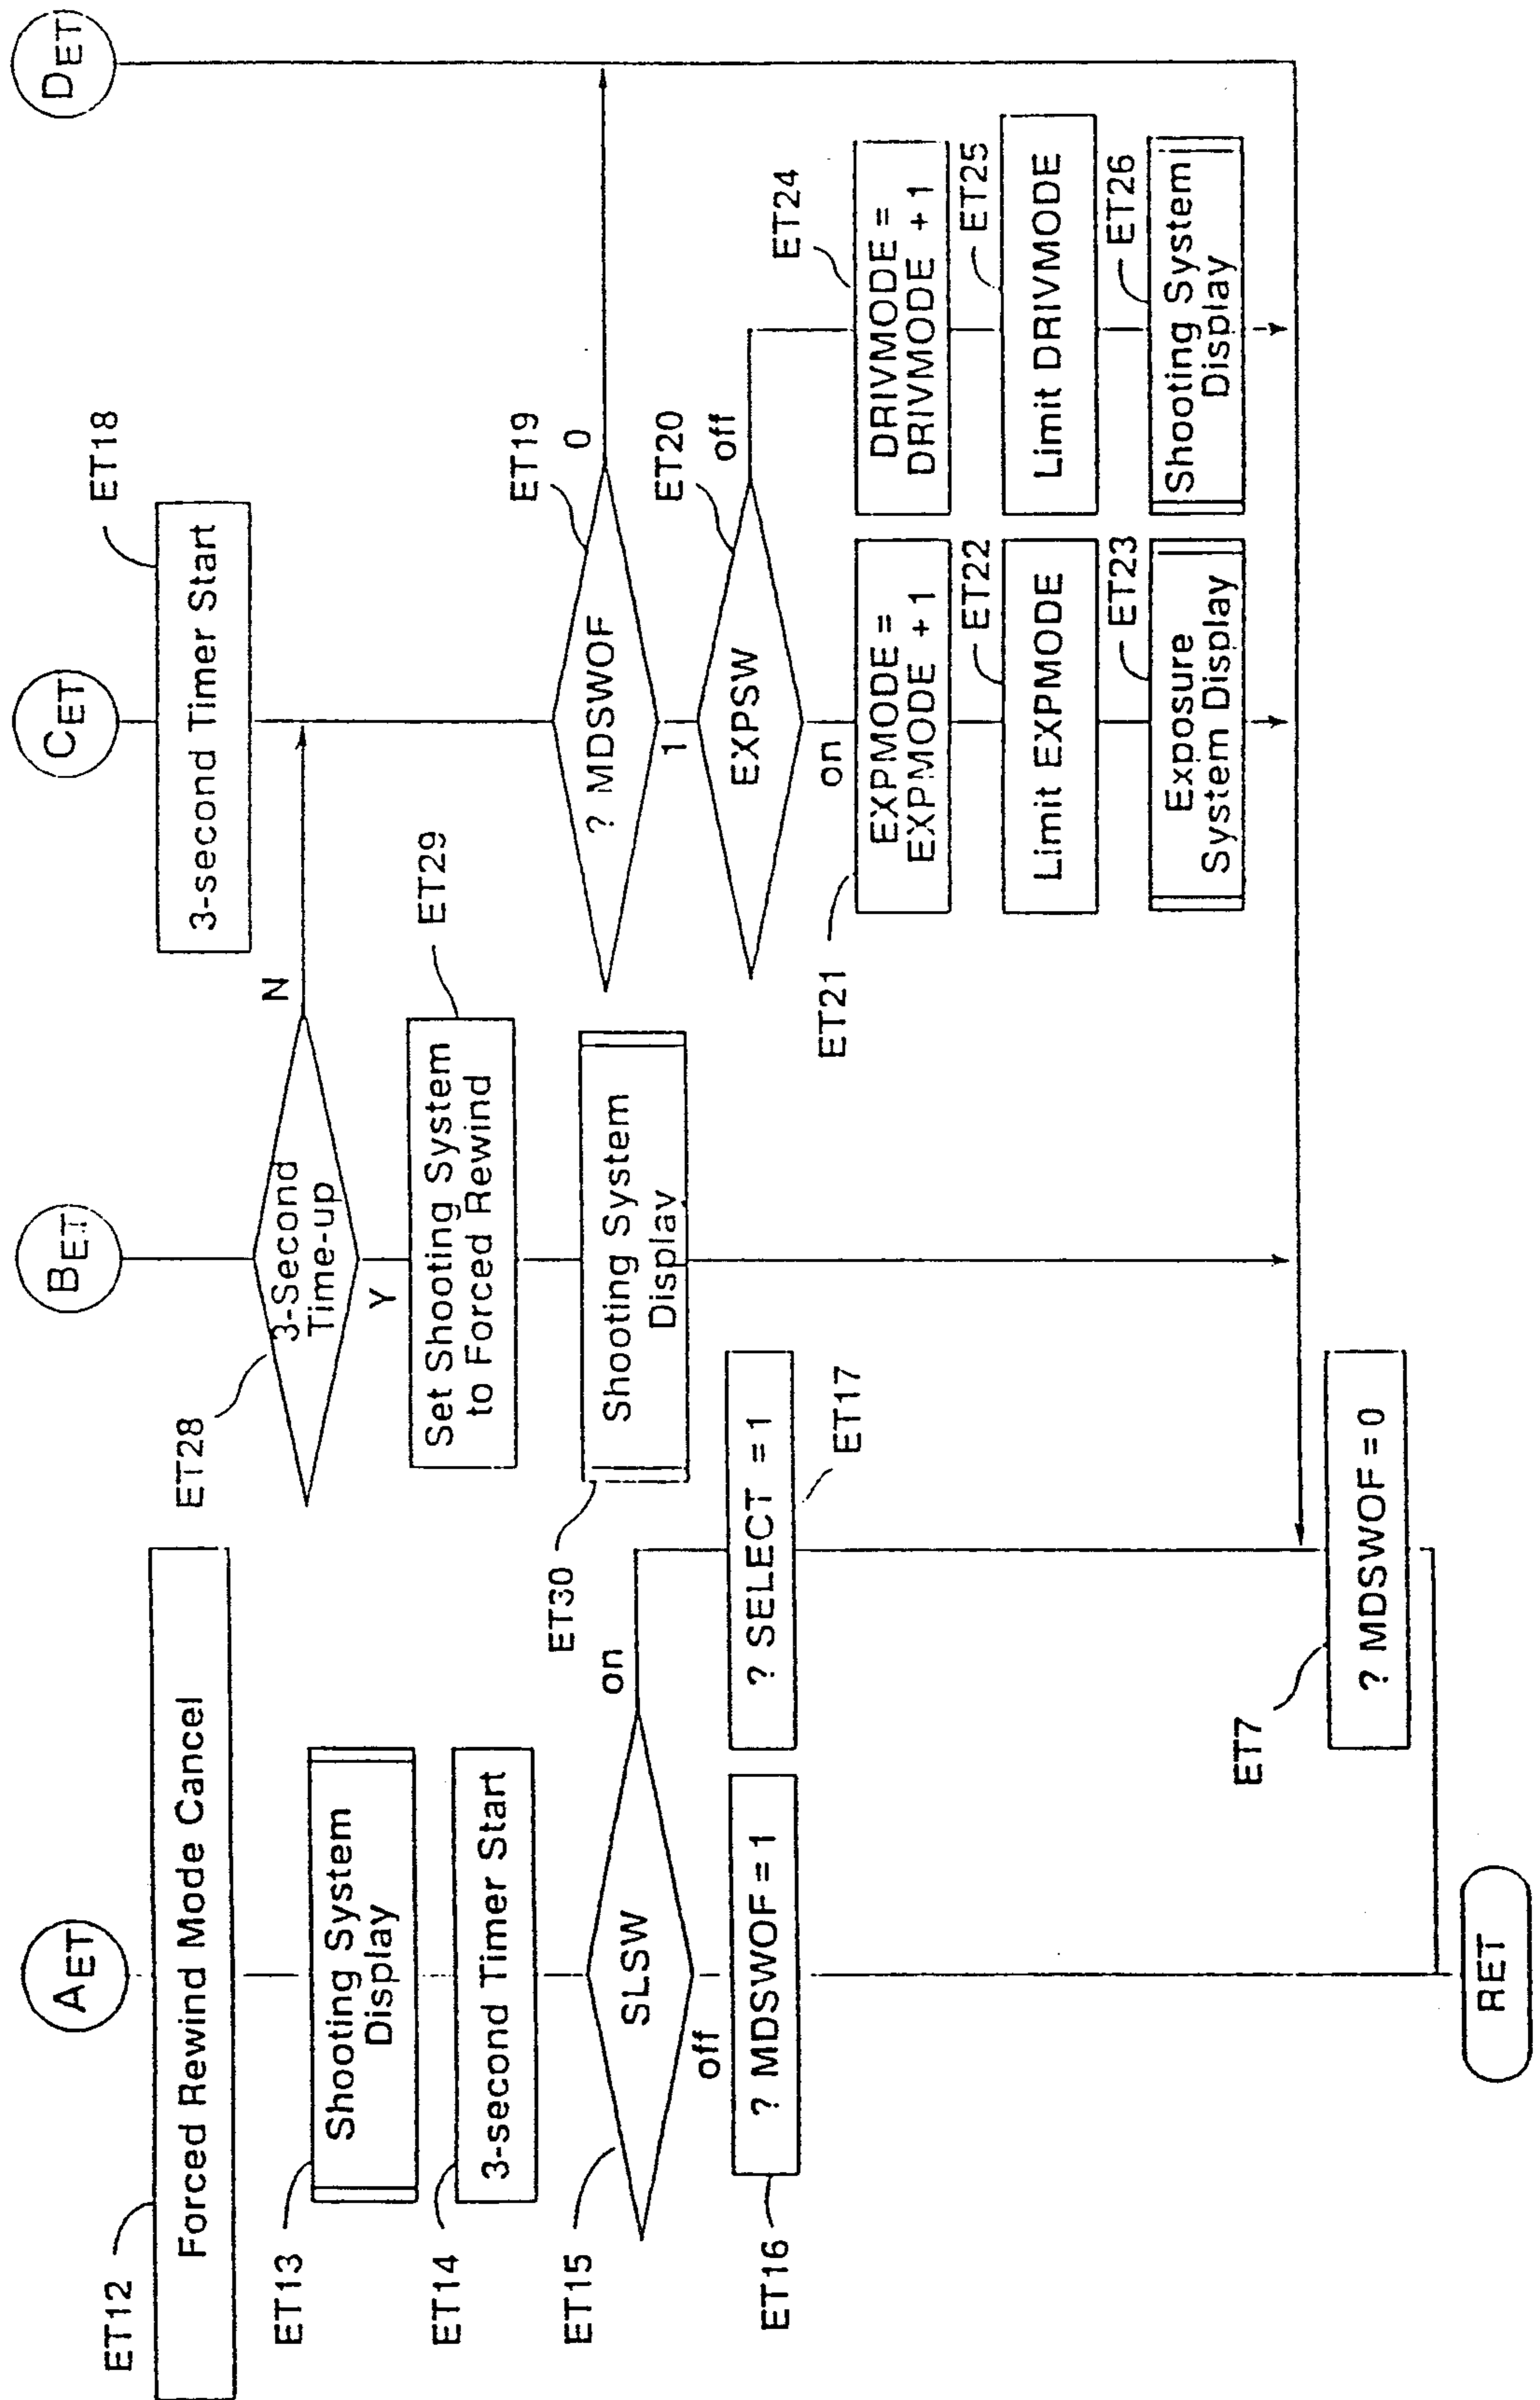 AET
ET12
Forced Rewind Mode Cancel
ET13
Shooting System
Display
ET14
3-second Timer Start
ET15
SLSW
on
off
ET16
? MDSWOF = 1
? SELECT = 1
ET17
ET7
? MDSWOF = 0
RET
BET
ET28
3-Second
Time-up
N
Y
ET29
Set Shooting System
to Forced Rewind
ET30
Shooting System
Display
CET
ET18
3-second Timer Start
ET19
? MDSWOF
0
1
ET20
EXPSW
off
on
ET21
EXPMODE =
EXPMODE + 1
ET22
Limit EXPMODE
ET23
Exposure
System Display
ET24
DRIVMODE =
DRIVMODE + 1
ET25
Limit DRIVMODE
ET26
Shooting System
Display
DET